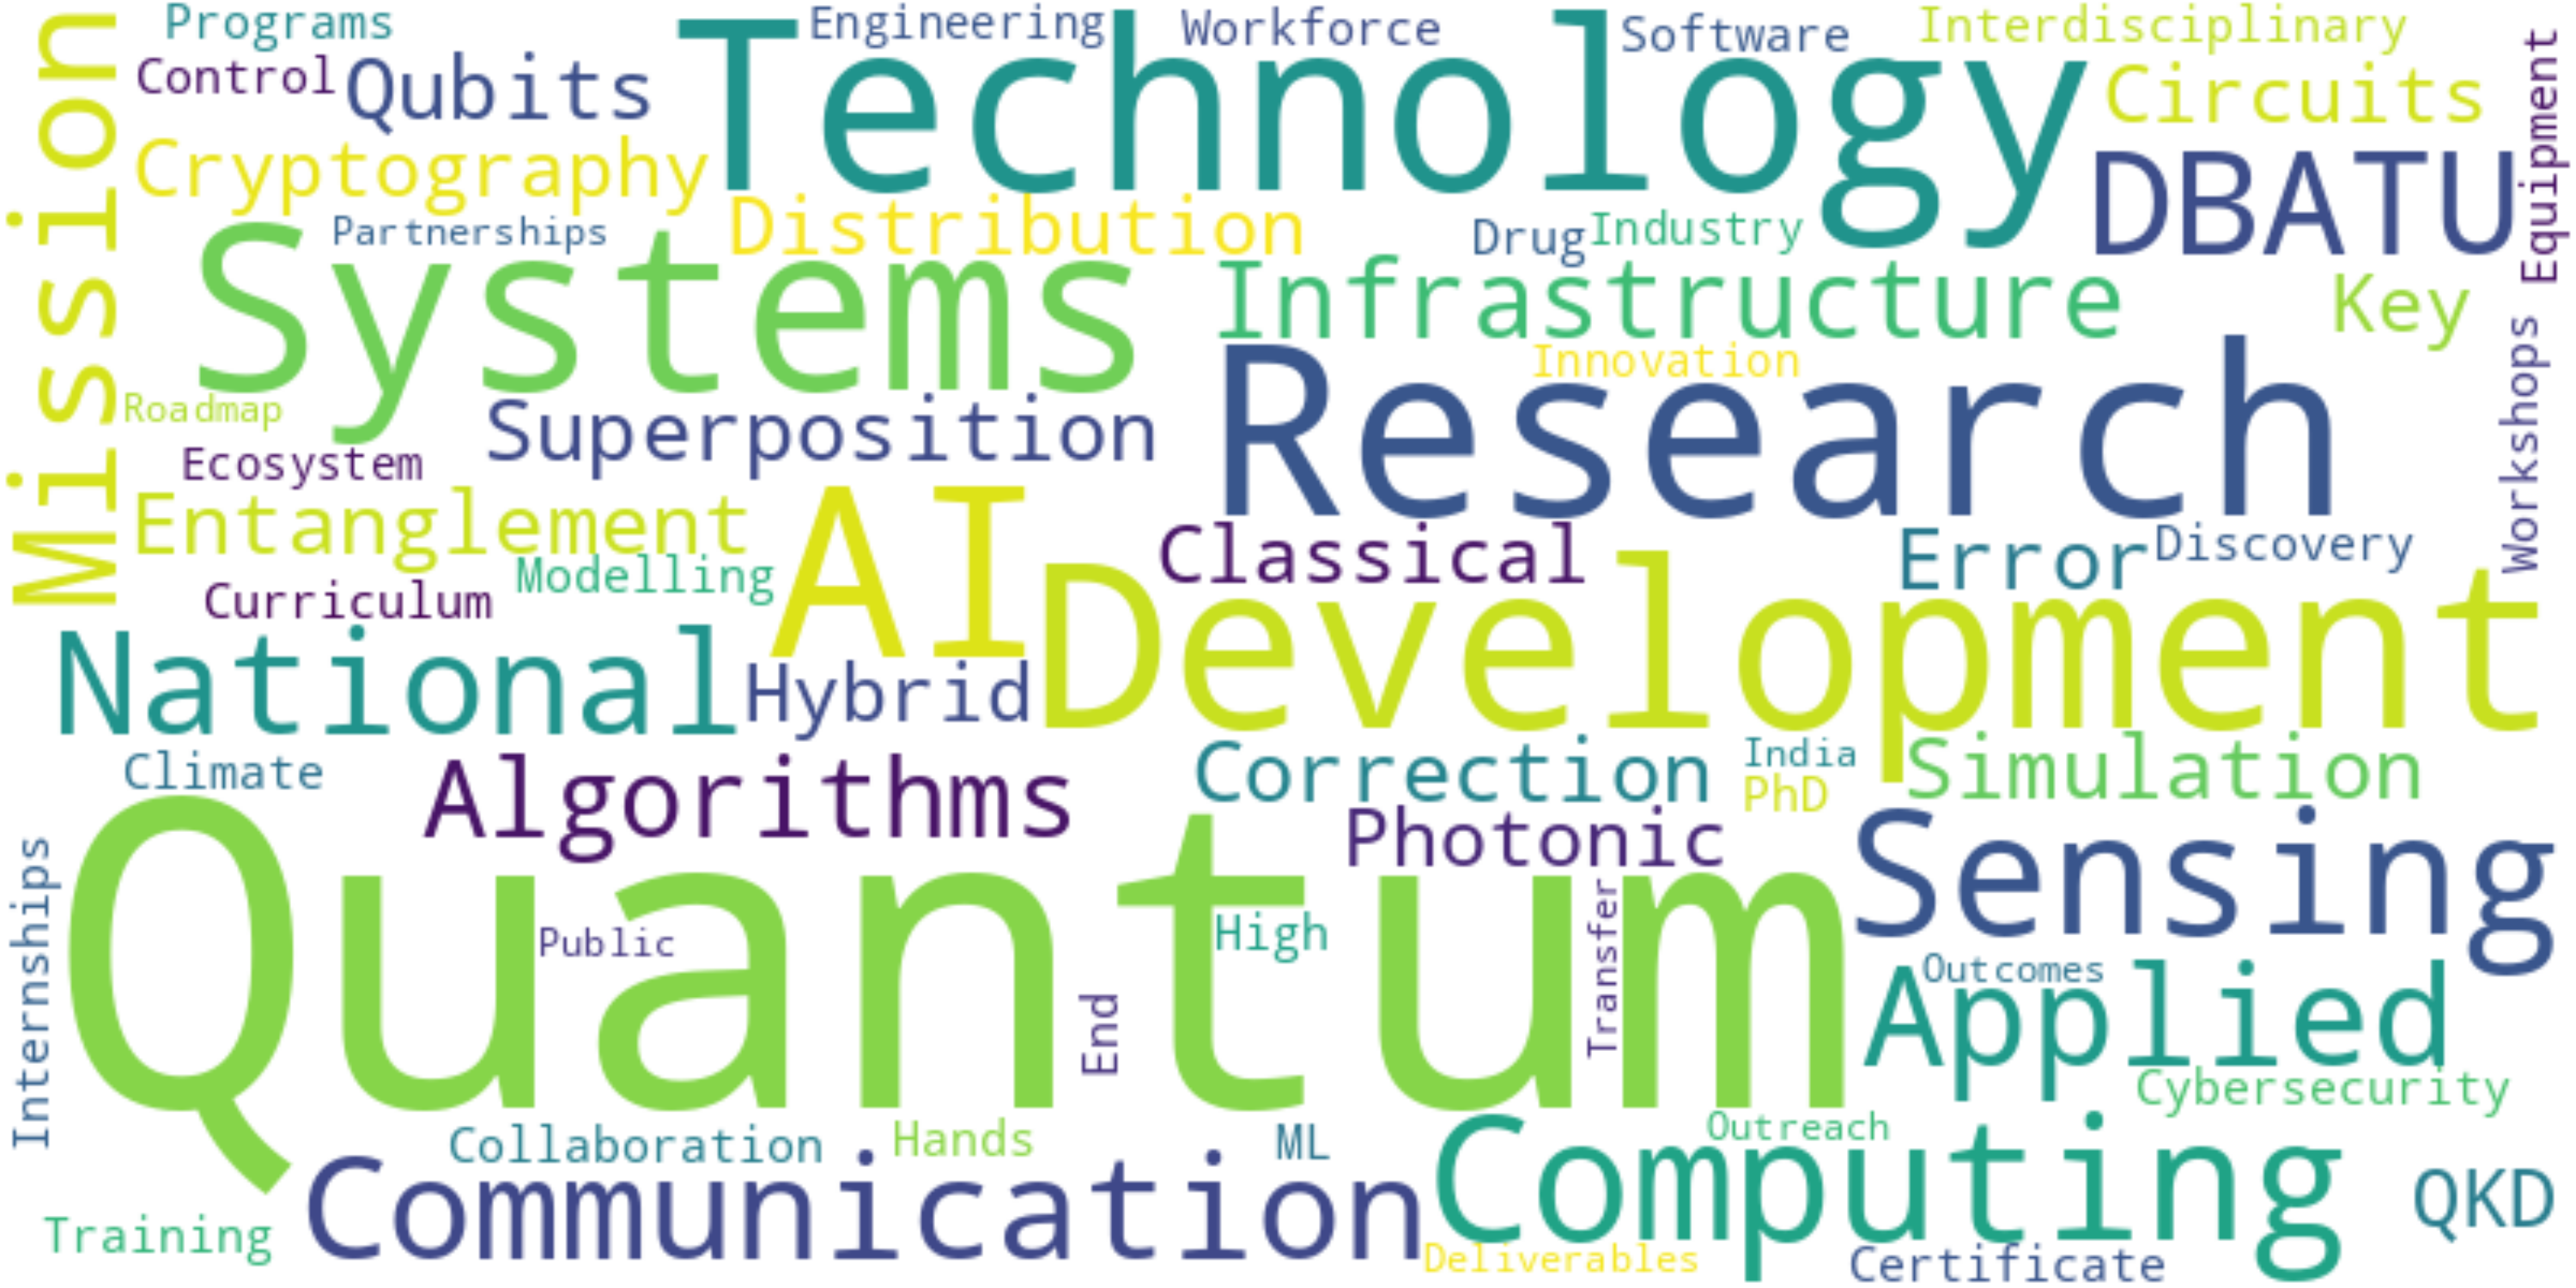 Programs
Engineering
Workforce
Software
Interdisciplinary
Mission
Control
Qubits
Technology
Circuits
Equipment
Cryptography
DBATU
Partnerships
Distribution
Drug
Industry
Systems
Infrastructure
Key
Roadmap
Superposition
Innovation
Research
Workshops
Ecosystem
Entanglement
AI
Classical
Error
Discovery
Modelling
Curriculum
Development
National
Hybrid
Climate
Algorithms
Correction
India
PhD
Simulation
Photonic
Sensing
Internships
Quantum
Public
High
End
Transfer
Outcomes
Applied
Cybersecurity
Collaboration
Hands
ML
Outreach
Communication
Computing
QKD
Training
Deliverables
Certificate